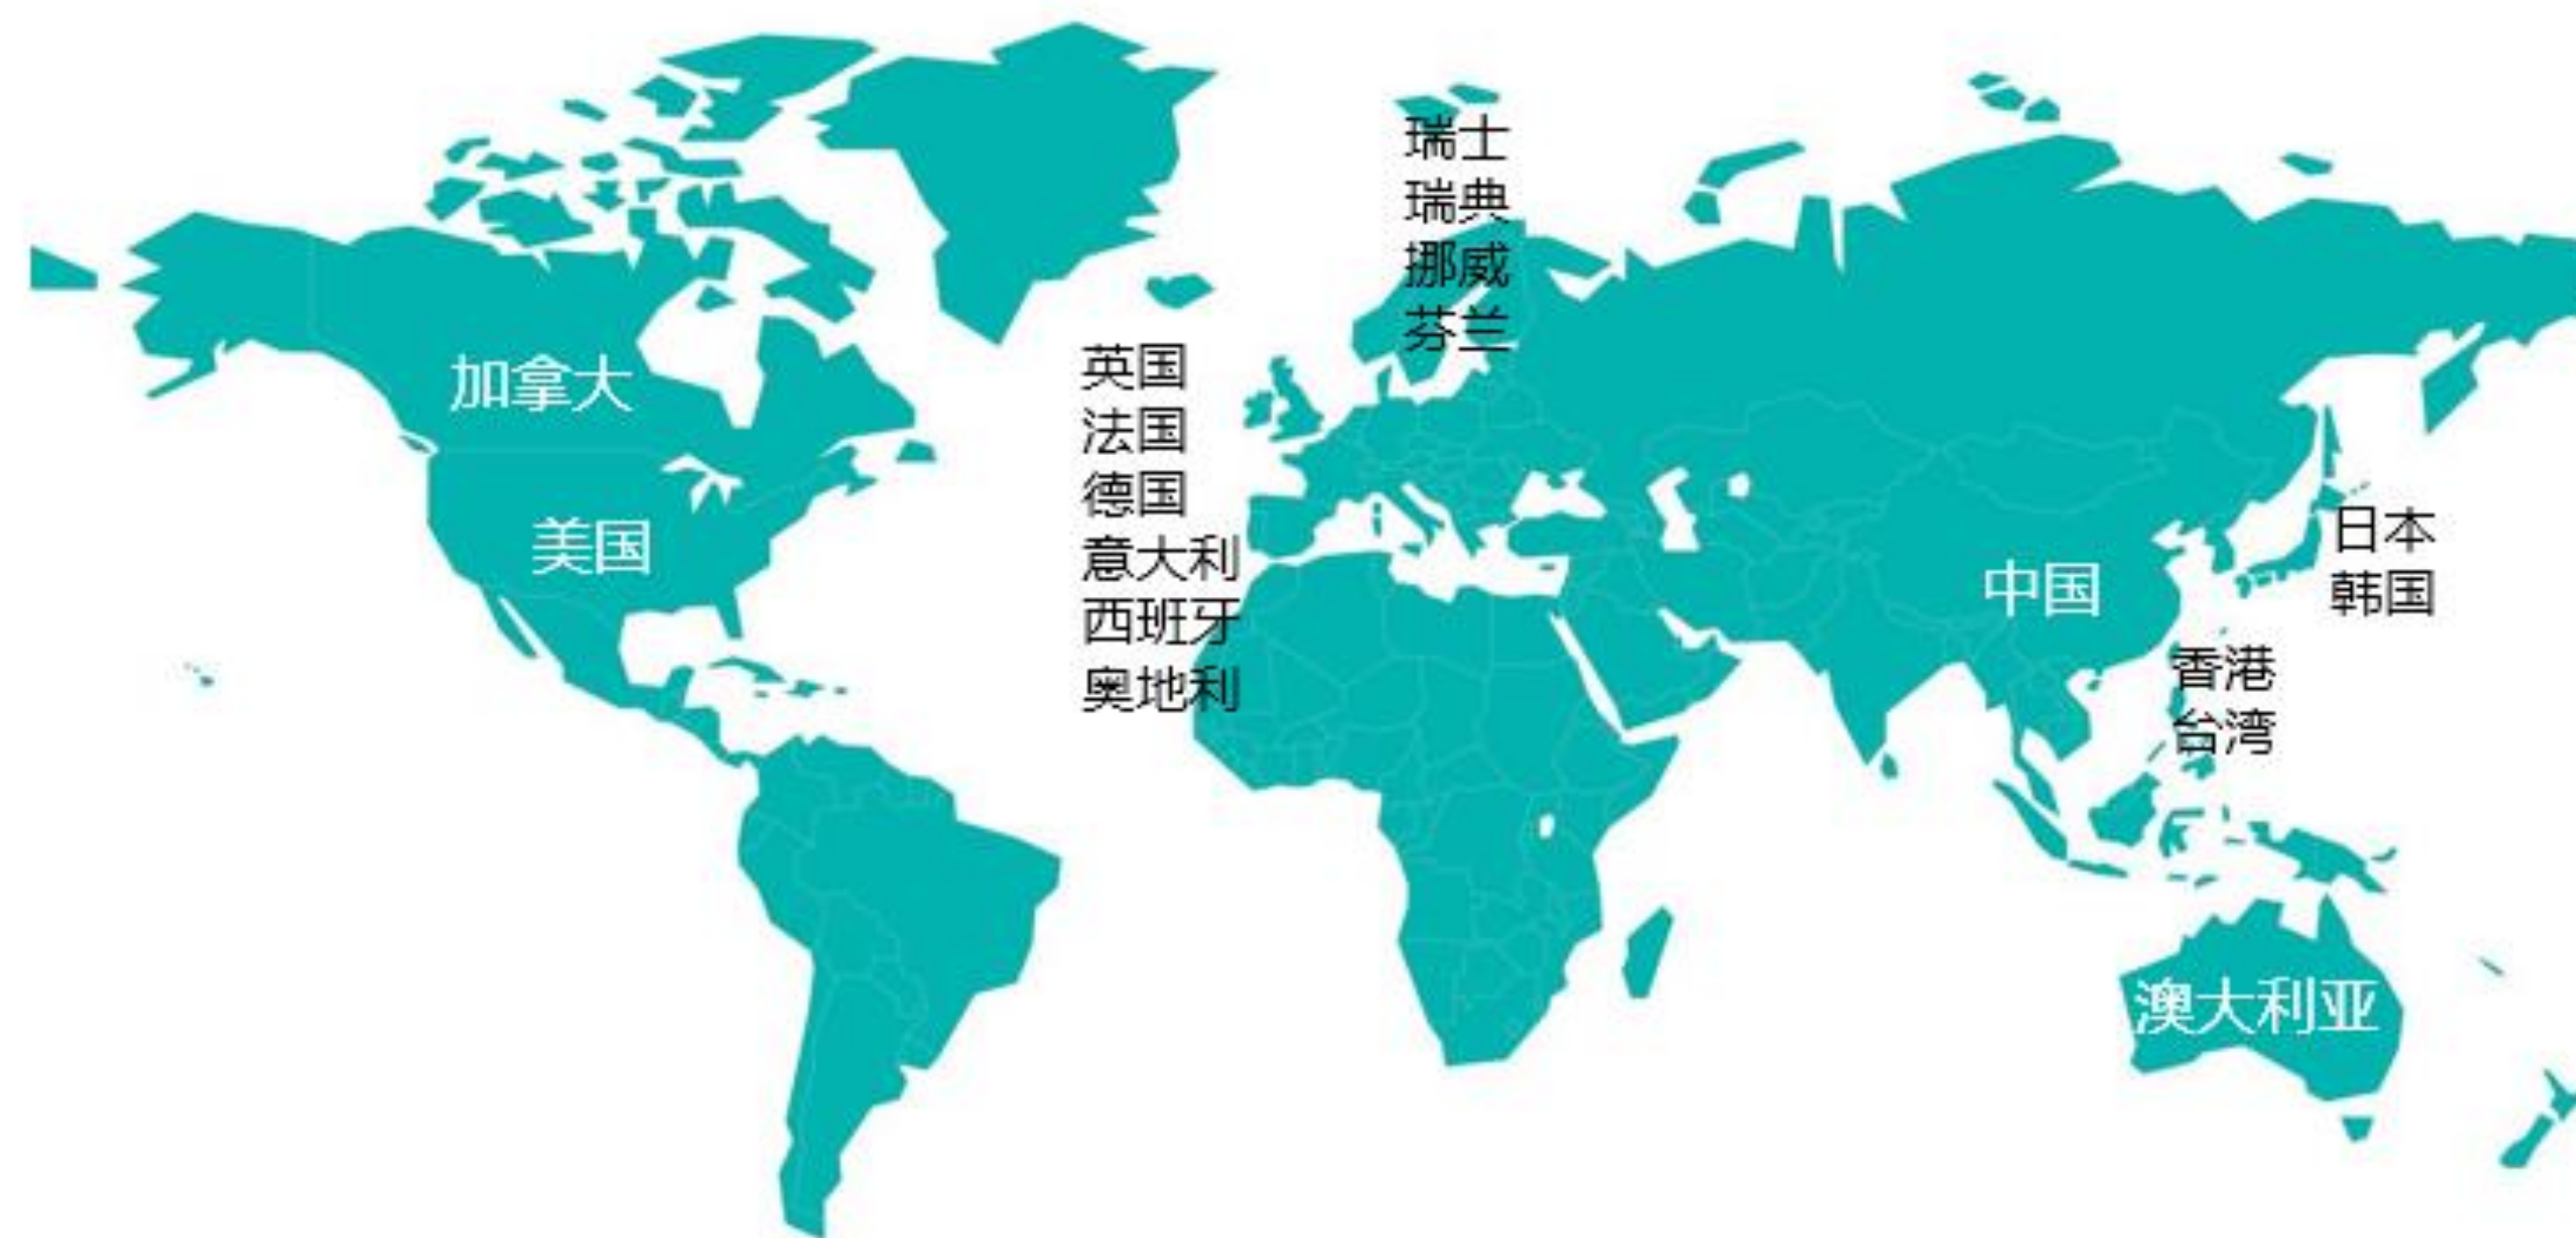 瑞士
瑞典
挪威
芬兰
英国
法国
德国
意大利
西班牙
奥地利
加拿大
美国
中国
日本
韩国
香港
台湾
澳大利亚